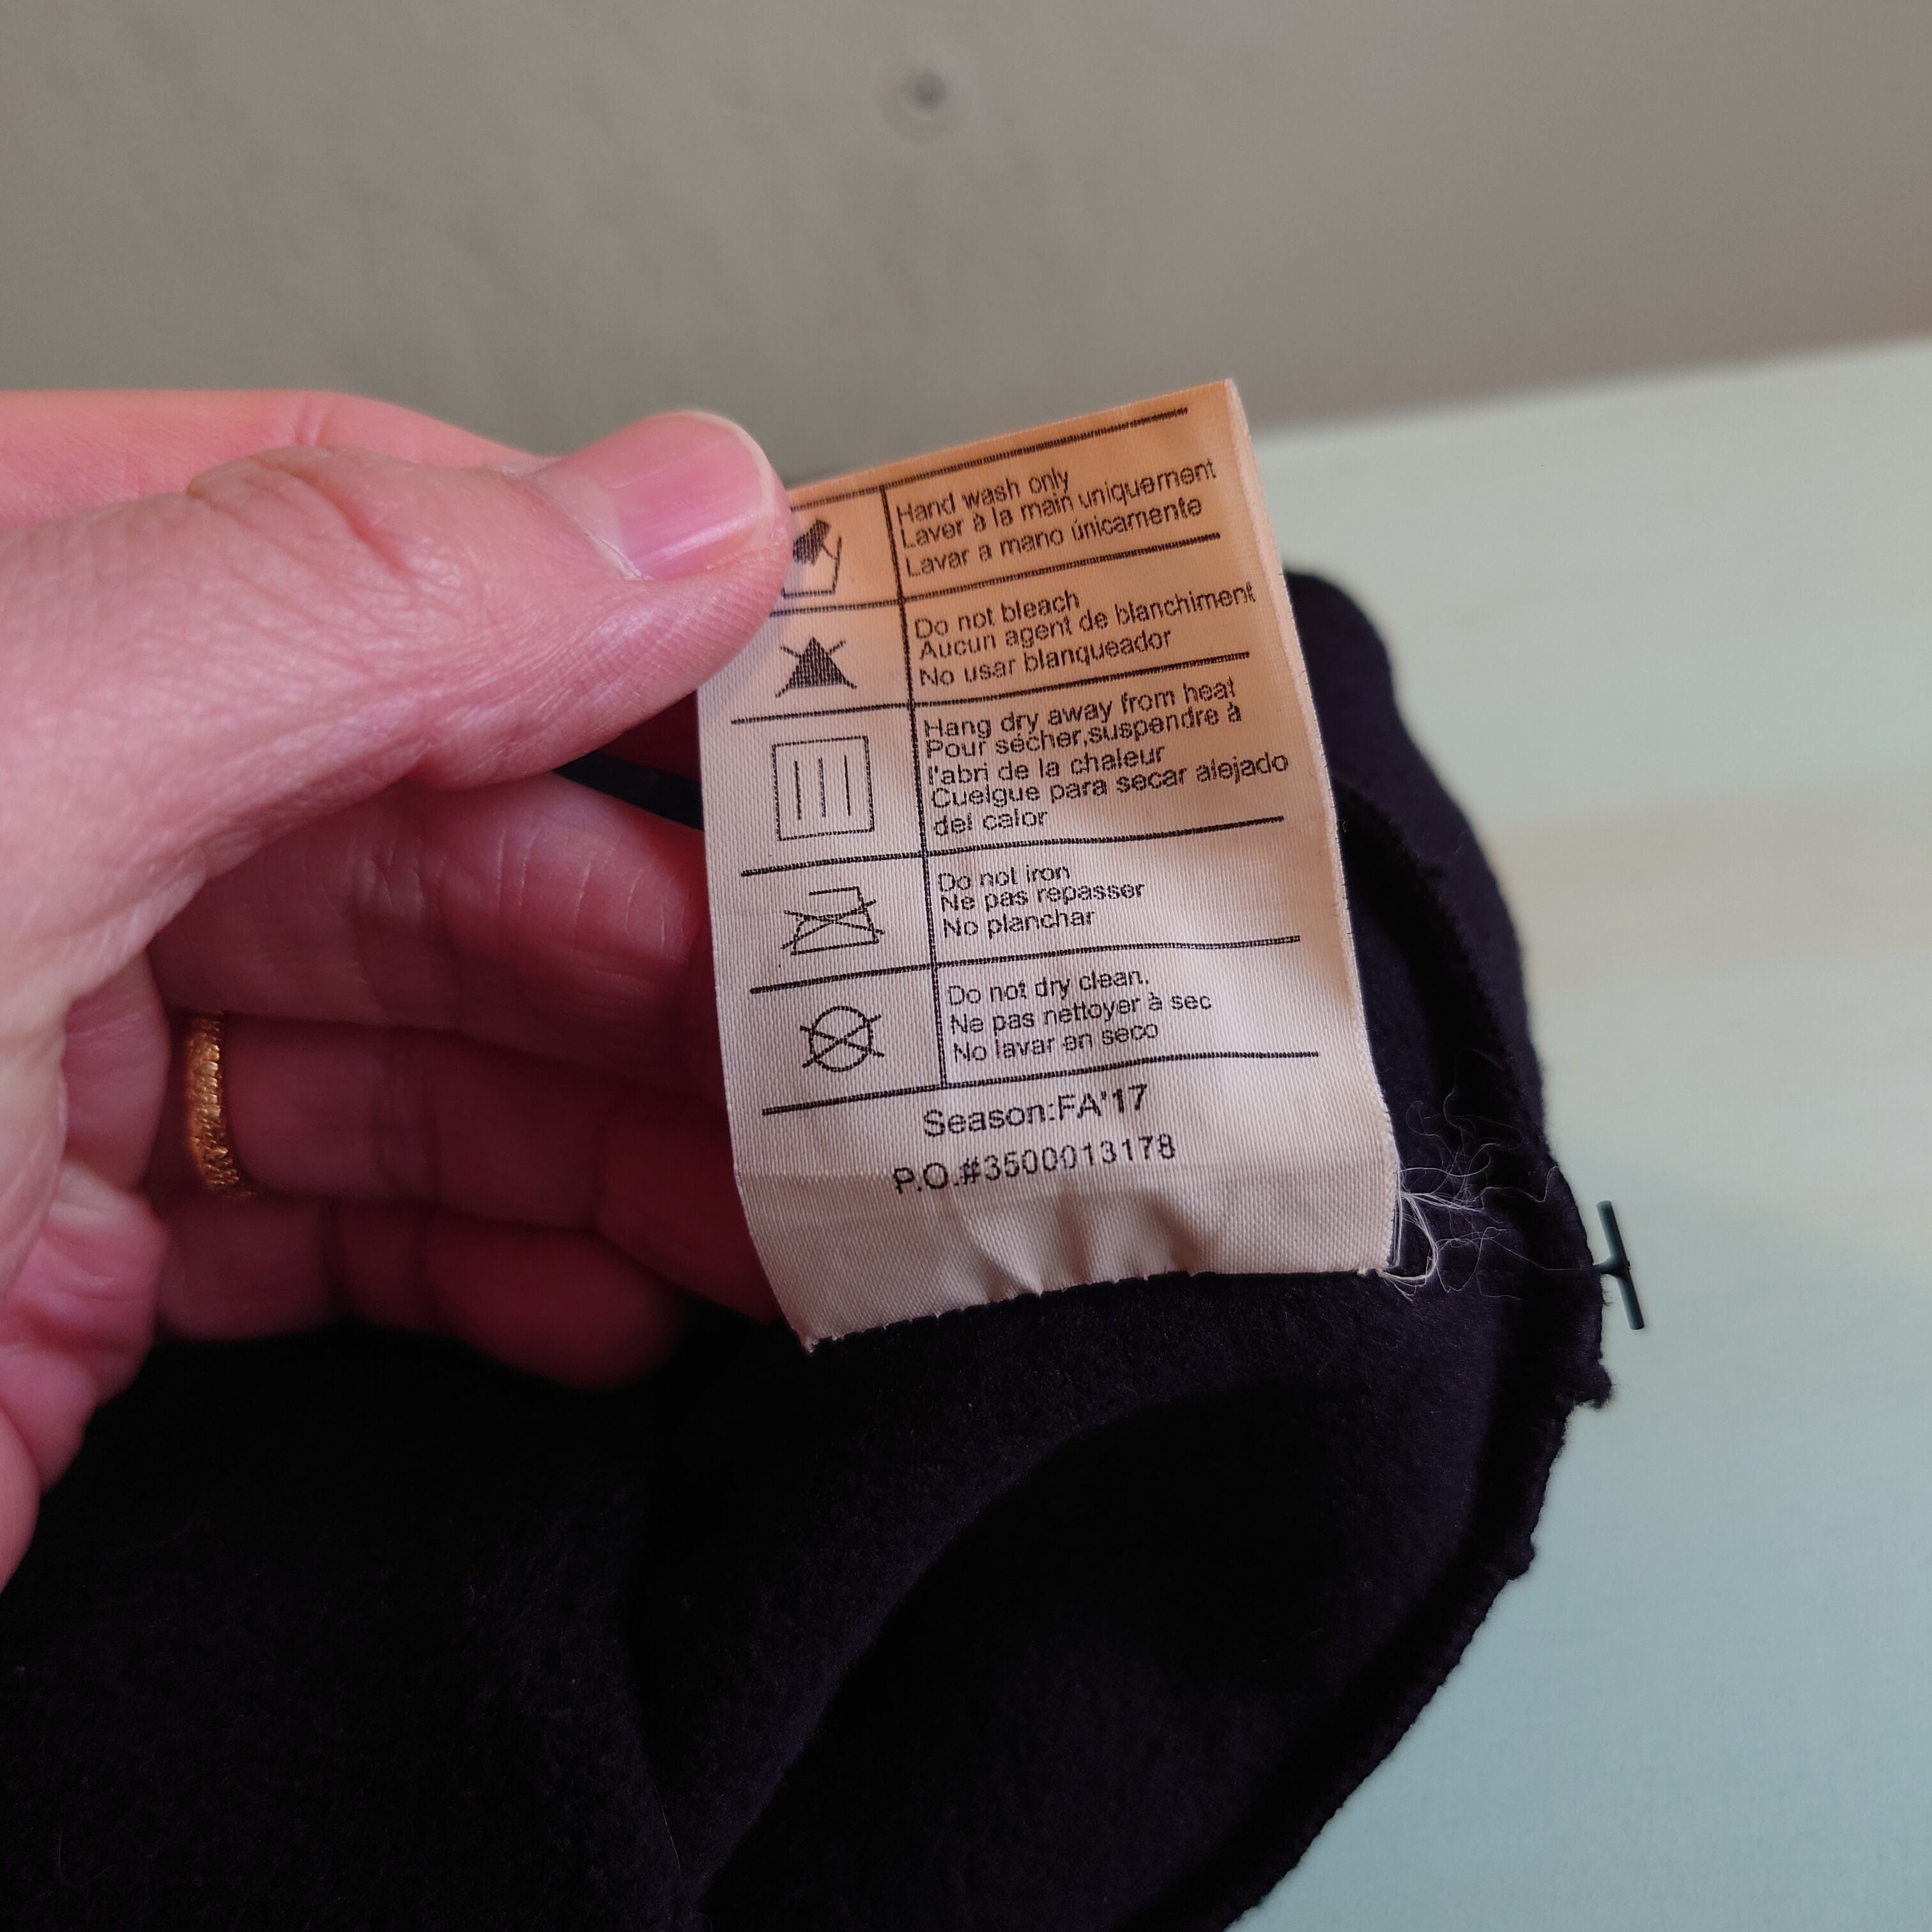 Hand wash only
Laver à la main uniquement
Lavar a mano únicamente
Do not bleach
Aucun agent de blanchiment
No usar blanqueador
Hang dry away from heat
Pour sécher,suspendre à
l'abri de la chaleur
Cuelgue para secar alejado
del calor
Do not iron
Ne pas repasser
No planchar
Do not dry clean.
Ne pas nettoyer à sec
No lavar en seco
Season:FA'17
P.O.#3500013178